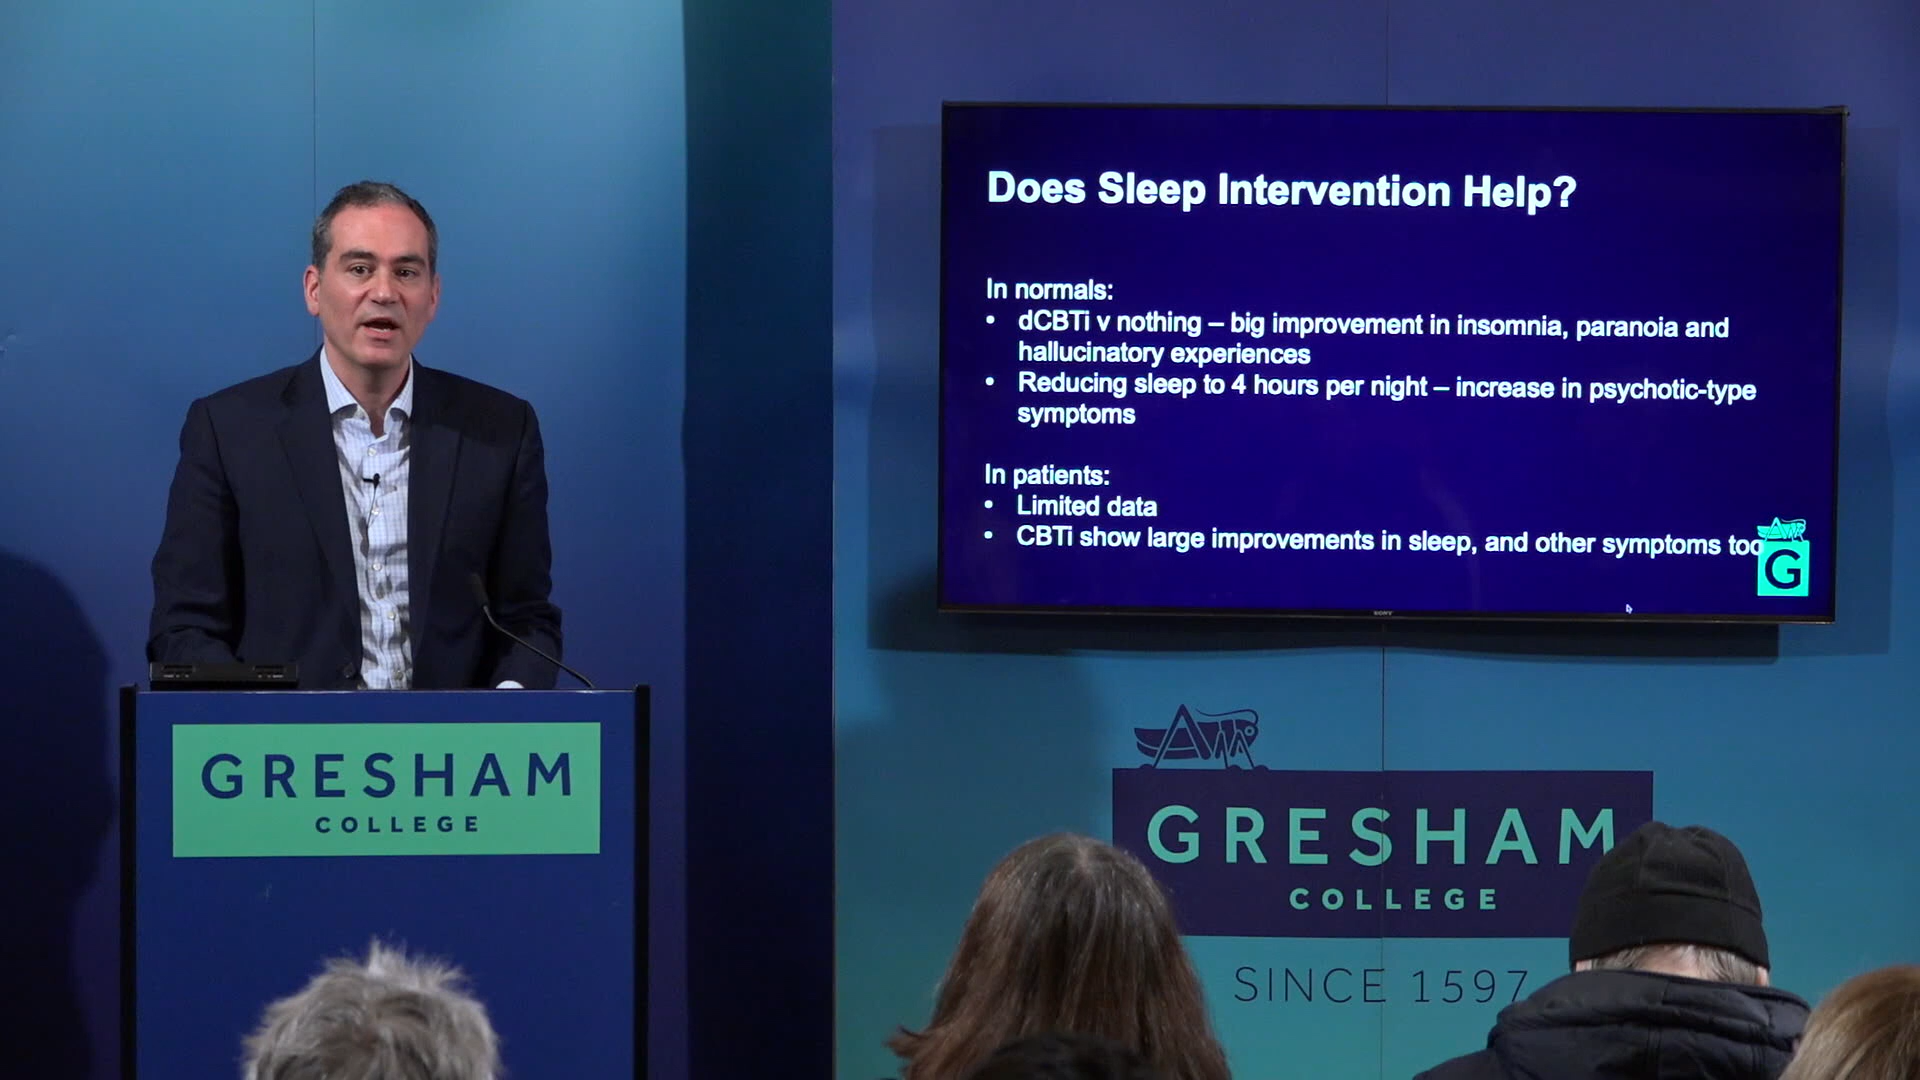 Does Sleep Intervention Help?
In normals:
• dCBTi v nothing – big improvement in insomnia, paranoia and
hallucinatory experiences
• Reducing sleep to 4 hours per night – increase in psychotic-type
symptoms
In patients:
• Limited data
• CBTi show large improvements in sleep, and other symptoms too
G
SONY
GRESHAM
COLLEGE
GRESHAM
COLLEGE
SINCE 1597